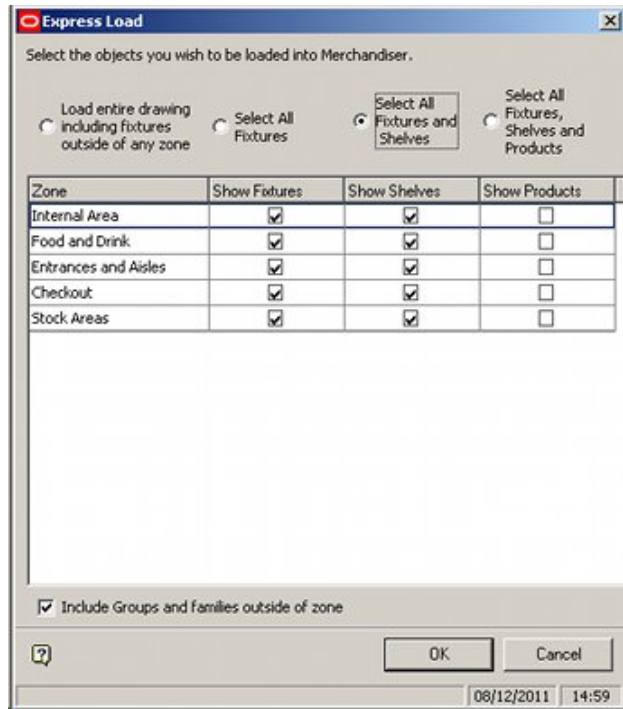 Express Load
Select the objects you wish to be loaded into Merchandiser.
Load entire drawing
including fixtures
outside of any zone
Select All
Fixtures
Select All
Fixtures and
Shelves
Select All
Fixtures,
Shelves and
Products
Zone Show Fixtures Show Shelves Show Products
Internal Area
Food and Drink
Entrances and Aisles
Checkout
Stock Areas
Include Groups and families outside of zone
OK Cancel
08/12/2011 14:59